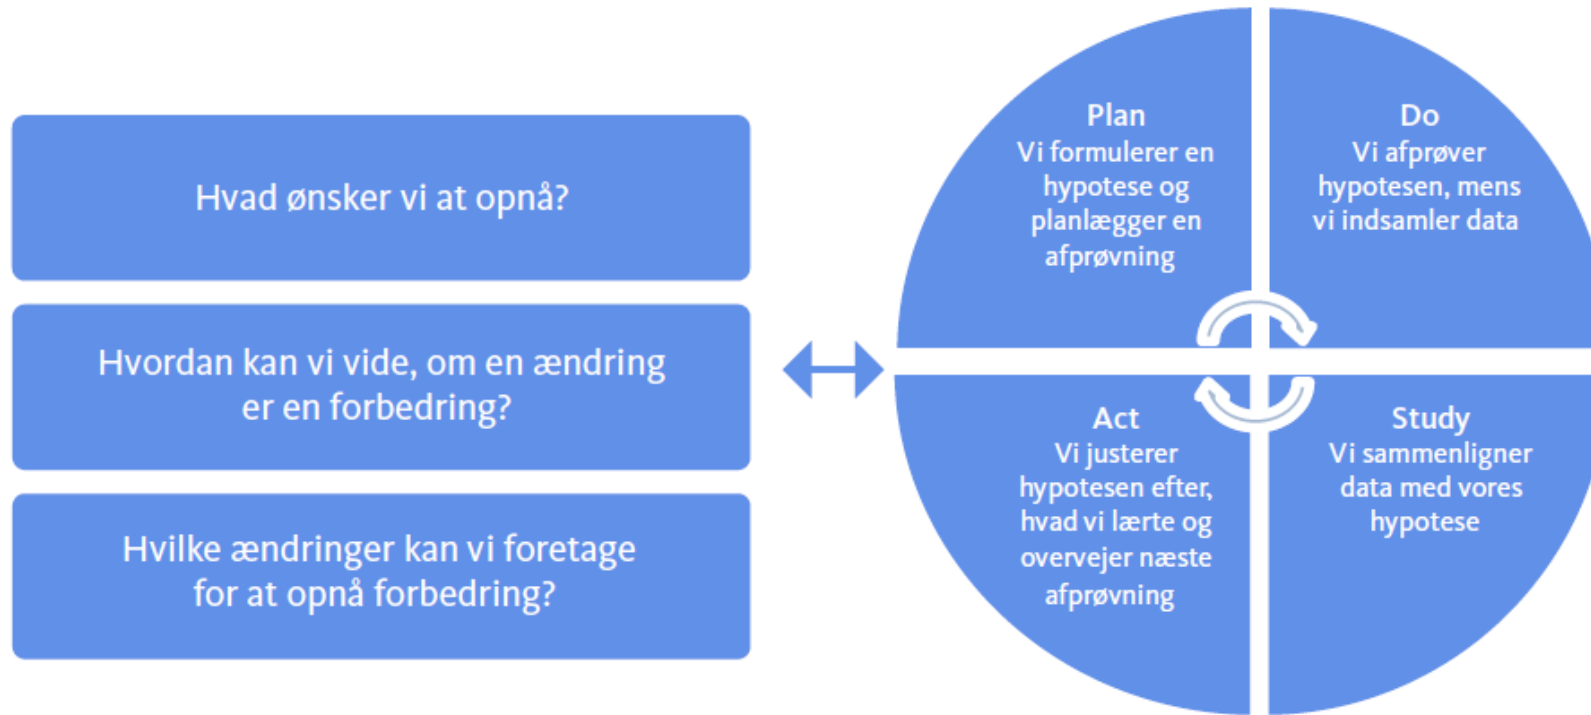 Hvad ønsker vi at opnå?
Hvordan kan vi vide, om en ændring
er en forbedring?
Hvilke ændringer kan vi foretage
for at opnå forbedring?
Plan
Vi formulerer en
hypotese og
planlægger en
afprøvning
Do
Vi afprøver
hypotesen, mens
vi indsamler data
Act
Vi justerer
hypotesen efter,
hvad vi lærte og
overvejer næste
afprøvning
Study
Vi sammenligner
data med vores
hypotese